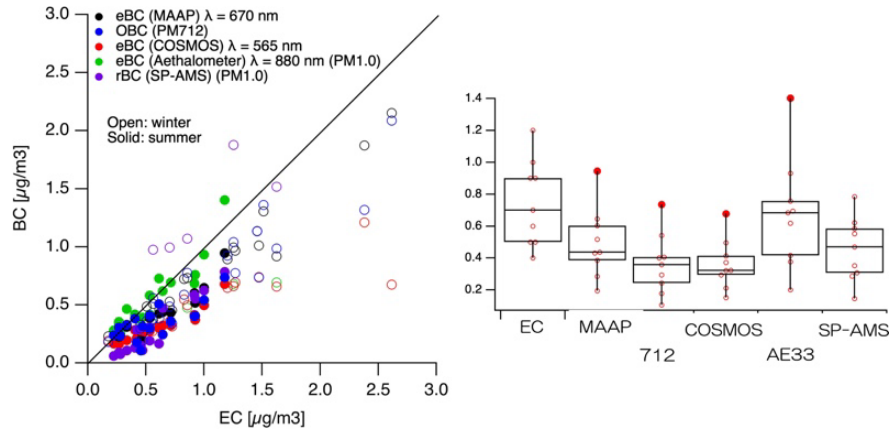 3.0
2.5
2.0
1.5
1.0
0.5
0.0
BC [µg/m3]
eBC (MAAP) λ = 670 nm
OBC (PM712)
eBC (COSMOS) λ = 565 nm
eBC (Aethalometer) λ = 880 nm (PM1.0)
rBC (SP-AMS) (PM1.0)
Open: winter
Solid: summer
0.0 0.5 1.0 1.5 2.0 2.5 3.0
EC [µg/m3]
1.4
1.2
1.0
0.8
0.6
0.4
0.2
EC MAAP COSMOS SP-AMS
712 AE33